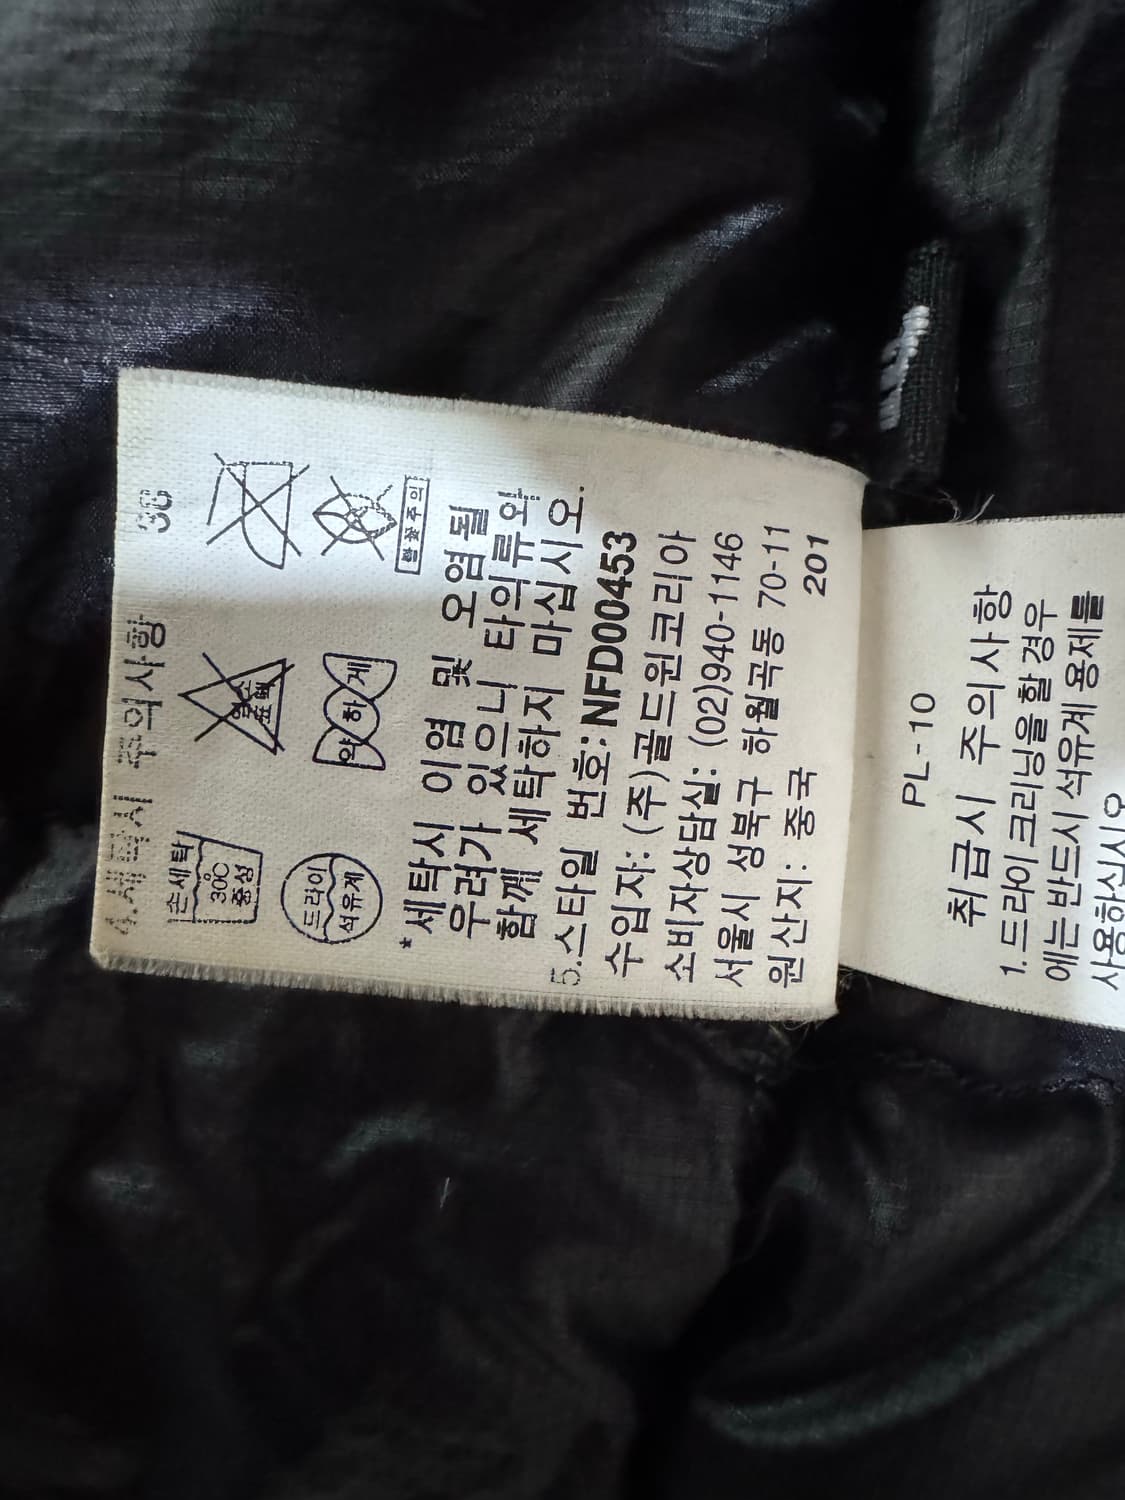 4.세탁시 주의사항 36
손세탁
30℃
중성
염소
표백
드라이
석유계
약하게
*세탁시 이염 및 오염 될
우려가 있으니 타의류와
함께 세탁하지 마십시오.
5.스타일 번호: NFD00453
수입자: (주)골드윈코리아
소비자상담실: (02)940-1146
서울시 성북구 하월곡동 70-11
원산지: 중국 201
PL-10
취급시 주의사항
1.드라이크리닝을할경우
에는반드시 석유계 용제를
사용하십시오